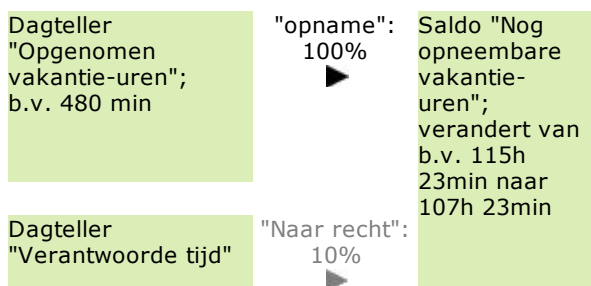 Dagteller
"Opgenomen
vakantie-uren";
b.v. 480 min
"opname":
100%
Saldo "Nog
opneembare
vakantie-
uren";
verandert van
b.v. 115h
23min naar
107h 23min
Dagteller
"Verantwoorde tijd"
"Naar recht":
10%